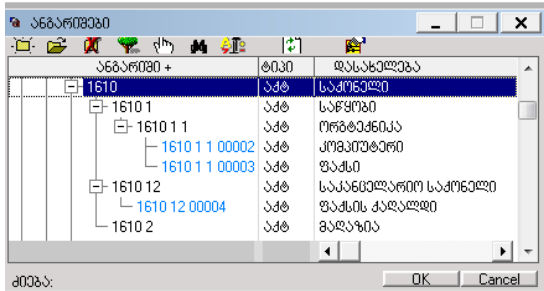 ანგარიშები
ანგარიში + ტიპი დასახელება
1610 აქტ საქონელი
1610 1 აქტ საწყობი
1610 1 1 აქტ ორგტექნიკა
1610 1 1 00002 აქტ კომპიუტერი
1610 1 1 00003 აქტ ფაქსი
1610 12 აქტ საკანცელარიო საქონელი
1610 12 00004 აქტ ფაქსის ქაღალდი
1610 2 აქტ მაღაზია
ძიება: OK Cancel